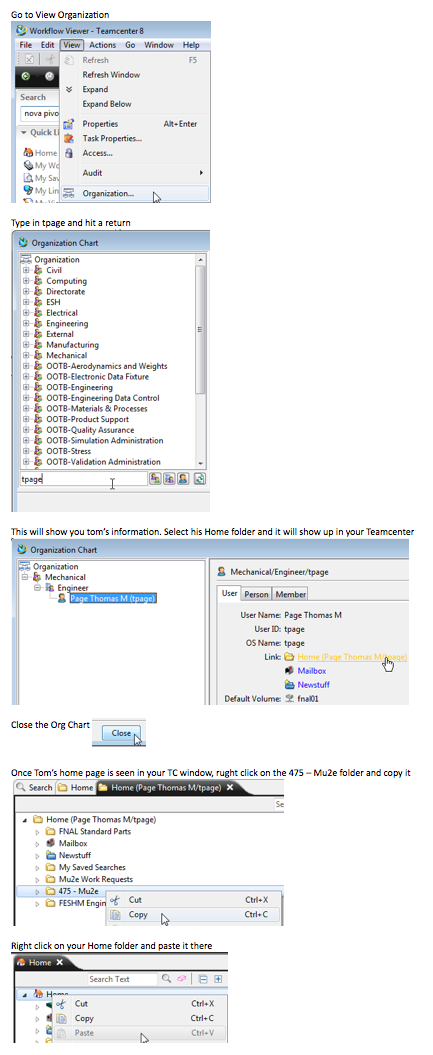 Go to View Organization
Workflow Viewer - Teamcenter 8
File Edit View Actions Go Window Help
Refresh F5
Refresh Window
Search
Expand
nova pivo
Expand Below
Quick Li
Properties Alt+Enter
Home
Task Properties...
My Wo
Access...
My Sav
My Lin
Audit
Organization...
Type in tpage and hit a return
Organization Chart
Organization
Civil
Computing
Directorate
ESH
Electrical
Engineering
External
Manufacturing
Mechanical
OOTB-Aerodynamics and Weights
OOTB-Electronic Data Fixture
OOTB-Engineering
OOTB-Engineering Data Control
OOTB-Materials & Processes
OOTB-Product Support
OOTB-Quality Assurance
OOTB-Simulation Administration
OOTB-Stress
OOTB-Validation Administration
tpage
This will show you tom's information. Select his Home folder and it will show up in your Teamcenter
Organization Chart
Organization
Mechanical
Engineer
Page Thomas M (tpage)
Mechanical/Engineer/tpage
User Person Member
User Name: Page Thomas M
User ID: tpage
OS Name: tpage
Link: Home (Page Thomas M/tpage)
Mailbox
Newstuff
Default Volume: fnal01
Close the Org Chart
Close
Once Tom's home page is seen in your TC window, rught click on the 475 – Mu2e folder and copy it
Search Home Home (Page Thomas M/tpage)
Se
Home (Page Thomas M/tpage)
FNAL Standard Parts
Mailbox
Newstuff
My Saved Searches
Mu2e Work Requests
475 - Mu2e
FESHM Engin
Cut Ctrl+X
Copy Ctrl+C
Right click on your Home folder and paste it there
Home
Search Text
Home
Cut Ctrl+X
Copy Ctrl+C
Paste Ctrl+V